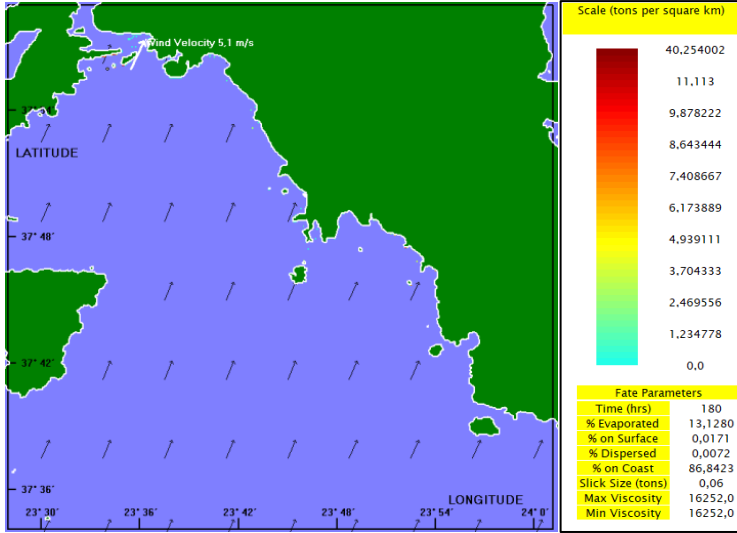 Wind Velocity 5,1 m/s
LATITUDE
37° 48´
37° 42´
37° 36´
LONGITUDE
23° 30´ 23° 36´ 23° 42´ 23° 48´ 23° 54´ 24° 0´
Scale (tons per square km)
40,254002
11,113
9,878222
8,643444
7,408667
6,173889
4,939111
3,704333
2,469556
1,234778
0,0
Fate Parameters
Time (hrs) 180
% Evaporated 13,1280
% on Surface 0,0171
% Dispersed 0,0072
% on Coast 86,8423
Slick Size (tons) 0,06
Max Viscosity 16252,0
Min Viscosity 16252,0